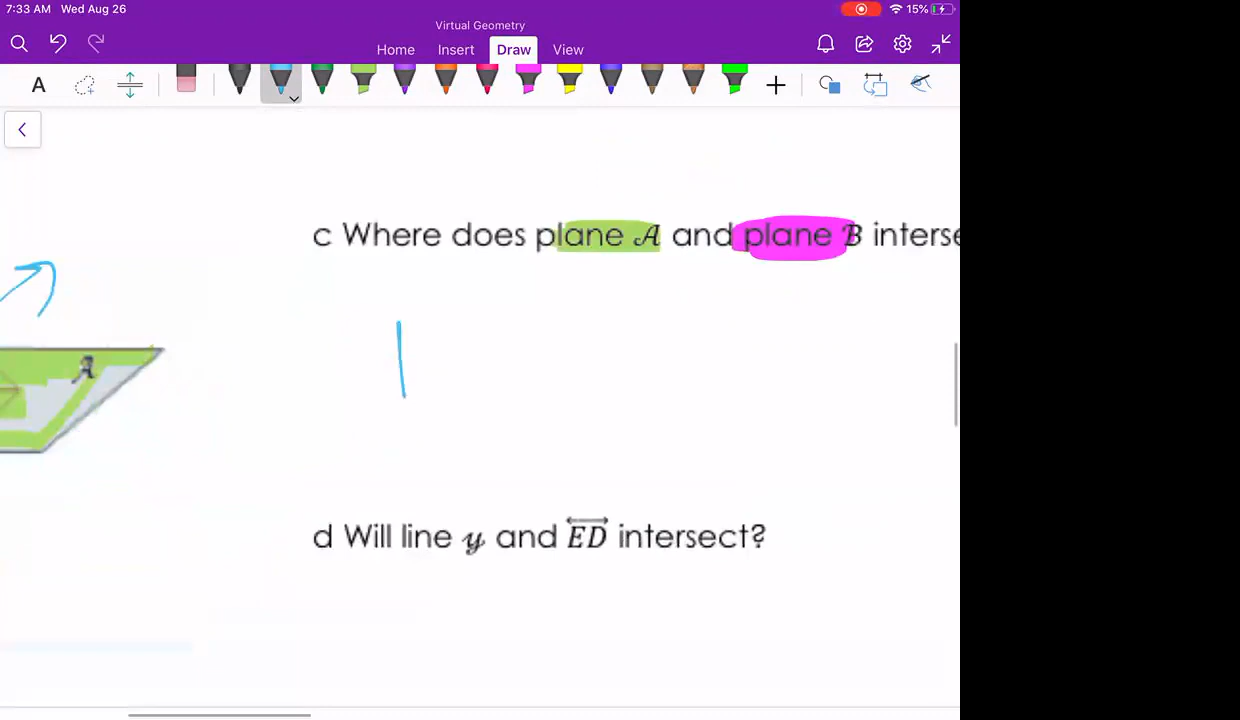 7:33 AM Wed Aug 26
15%
Virtual Geometry
Home Insert Draw View
A
c Where does plane 𝒜 and plane ℬ interse
d Will line 𝓎 and ED intersect?